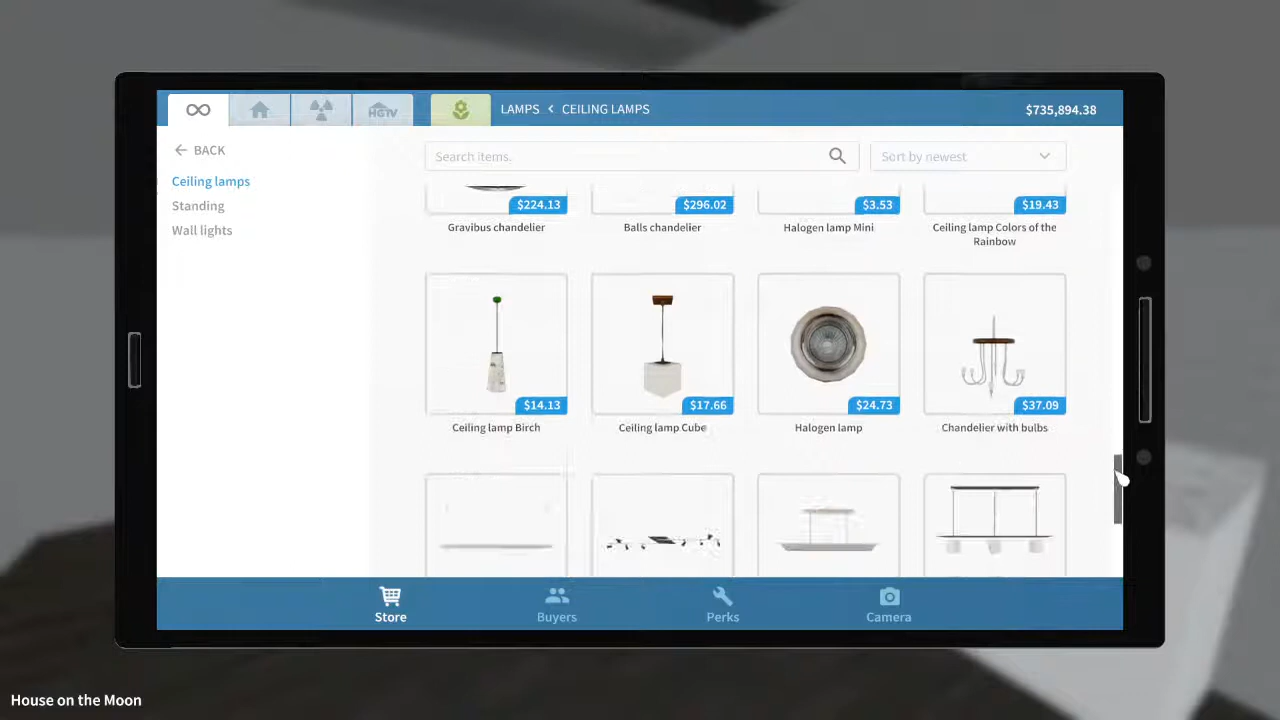 HGTV
LAMPS < CEILING LAMPS
$735,894.38
BACK
Search items.
Sort by newest
Ceiling lamps
Standing
Wall lights
$224.13
$296.02
$3.53
$19.43
Gravibus chandelier
Balls chandelier
Halogen lamp Mini
Ceiling lamp Colors of the
Rainbow
$14.13
$17.66
$24.73
$37.09
Ceiling lamp Birch
Ceiling lamp Cube
Halogen lamp
Chandelier with bulbs
Store
Buyers
Perks
Camera
House on the Moon